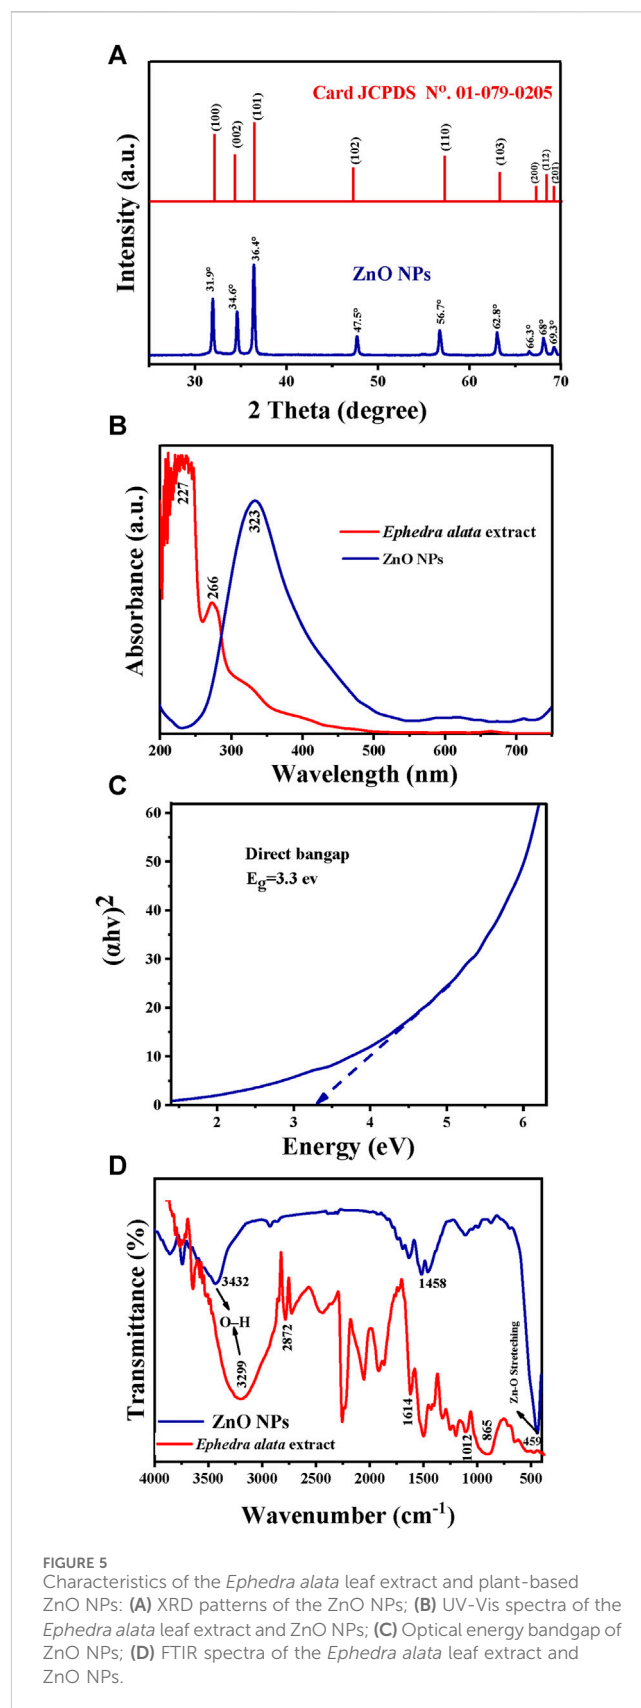 A
Card JCPDS Nº. 01-079-0205
(100)
(002)
(101)
(102)
(110)
(103)
(200)
(112)
(201)
ZnO NPs
31.9°
34.6°
36.4°
47.5°
56.7°
62.8°
66.3°
68°
69.3°
Intensity (a.u.)
30 40 50 60 70
2 Theta (degree)
B
227
266
323
Ephedra alata extract
ZnO NPs
Absorbance (a.u.)
200 300 400 500 600 700
Wavelength (nm)
C
60
50
40
30
20
10
0
Direct bangap
Eg=3.3 ev
(αhv)²
2 3 4 5 6
Energy (eV)
D
3432
O–H
3299
2872
1614
1458
1012
865
Zn-O Streteching
459
ZnO NPs
Ephedra alata extract
Transmittance (%)
4000 3500 3000 2500 2000 1500 1000 500
Wavenumber (cm⁻¹)
FIGURE 5
Characteristics of the Ephedra alata leaf extract and plant-based
ZnO NPs: (A) XRD patterns of the ZnO NPs; (B) UV-Vis spectra of the
Ephedra alata leaf extract and ZnO NPs; (C) Optical energy bandgap of
ZnO NPs; (D) FTIR spectra of the Ephedra alata leaf extract and
ZnO NPs.